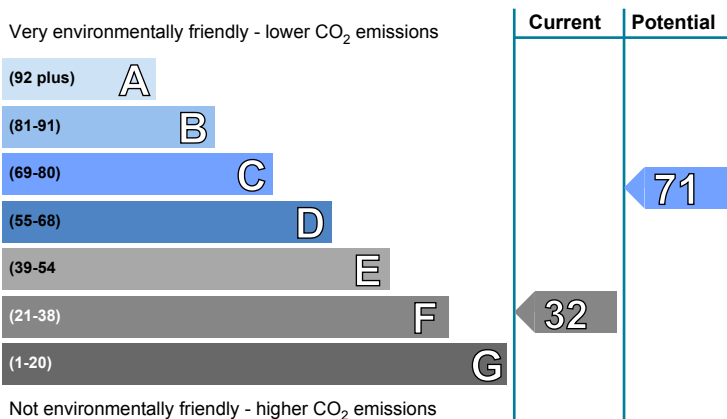 Very environmentally friendly - lower CO2 emissions
Current
Potential
(92 plus) A
(81-91) B
(69-80) C
71
(55-68) D
(39-54 E
(21-38) F
32
(1-20) G
Not environmentally friendly - higher CO2 emissions